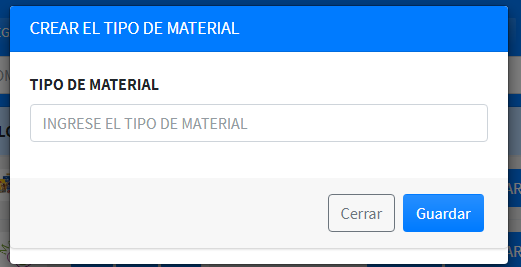 CREAR EL TIPO DE MATERIAL
TIPO DE MATERIAL
INGRESE EL TIPO DE MATERIAL
Cerrar
Guardar